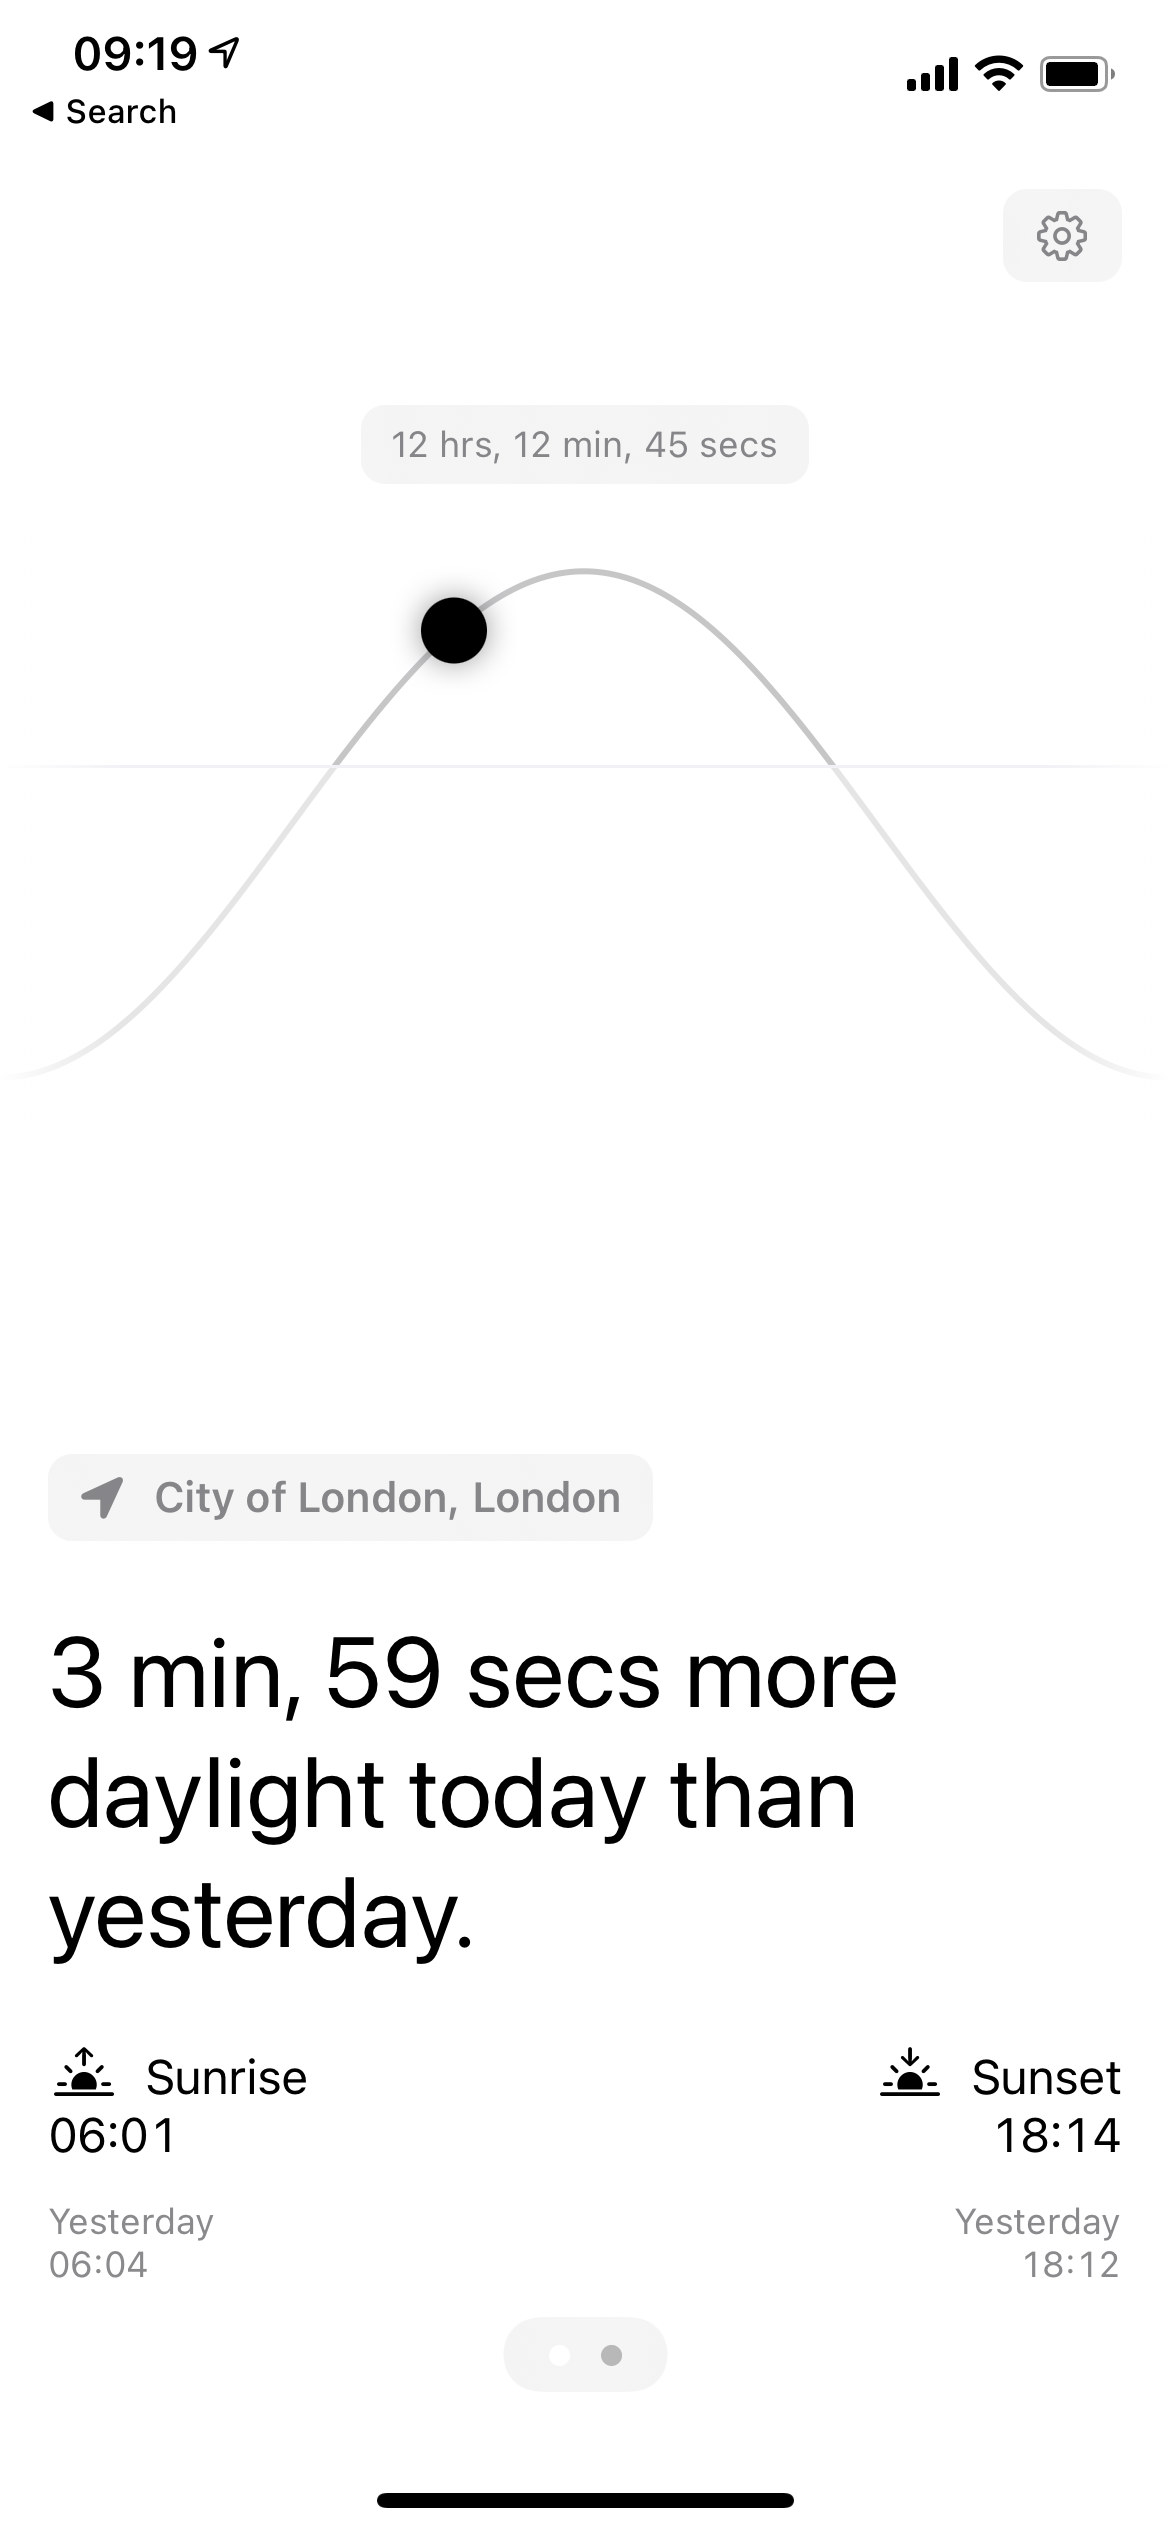 09:19
Search
12 hrs, 12 min, 45 secs
City of London, London
3 min, 59 secs more
daylight today than
yesterday.
Sunrise
06:01
Yesterday
06:04
Sunset
18:14
Yesterday
18:12